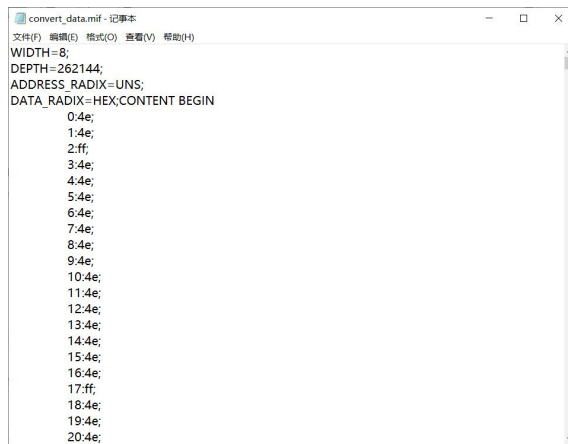 convert_data.mif - 记事本
文件(F) 编辑(E) 格式(O) 查看(V) 帮助(H)
WIDTH=8;
DEPTH=262144;
ADDRESS_RADIX=UNS;
DATA_RADIX=HEX;CONTENT BEGIN
0:4e;
1:4e;
2:ff;
3:4e;
4:4e;
5:4e;
6:4e;
7:4e;
8:4e;
9:4e;
10:4e;
11:4e;
12:4e;
13:4e;
14:4e;
15:4e;
16:4e;
17:ff;
18:4e;
19:4e;
20:4e;